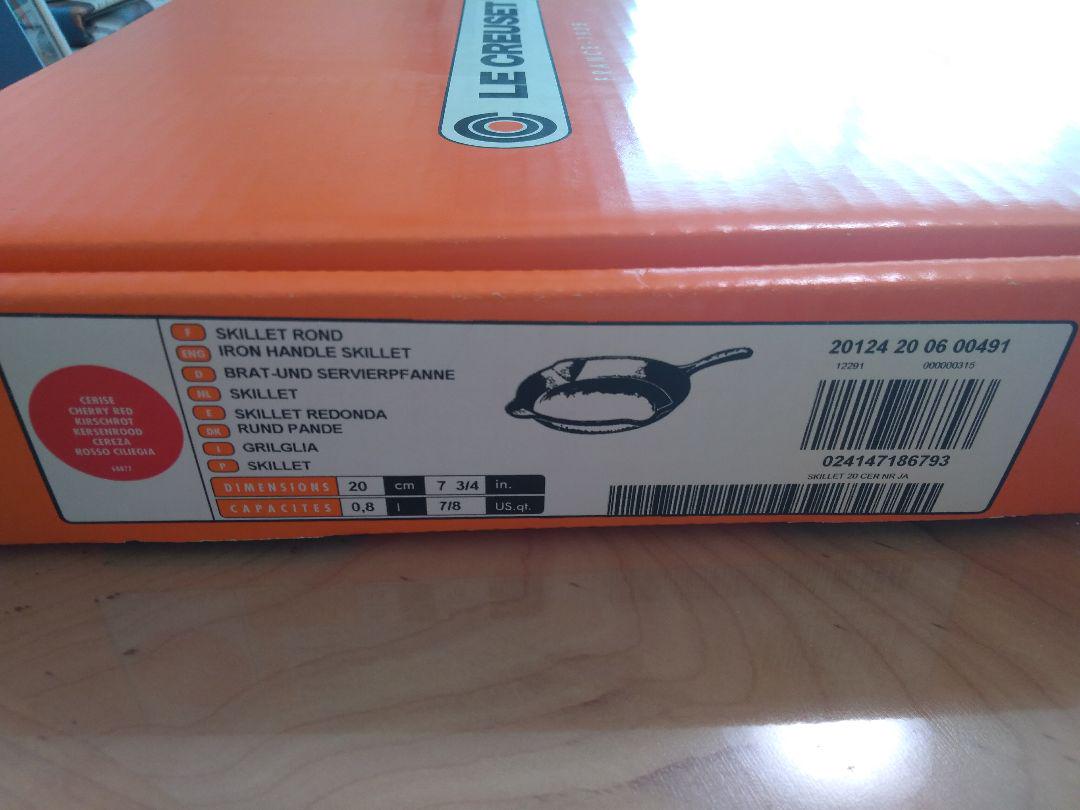 LE CREUSET
FRANCE · 1925
CERISE
CHERRY RED
KIRSCHROT
KERSENROOD
CEREZA
ROSSO CILIEGIA
F SKILLET ROND
ENG IRON HANDLE SKILLET
D BRAT-UND SERVIERPFANNE
NL SKILLET
E SKILLET REDONDA
DK RUND PANDE
I GRILGLIA
P SKILLET
DIMENSIONS 20 cm 7 3/4 in.
CAPACITES 0,8 l 7/8 US.qt.
20124 20 06 00491
12291 000000315
024147186793
SKILLET 20 CER NR JA